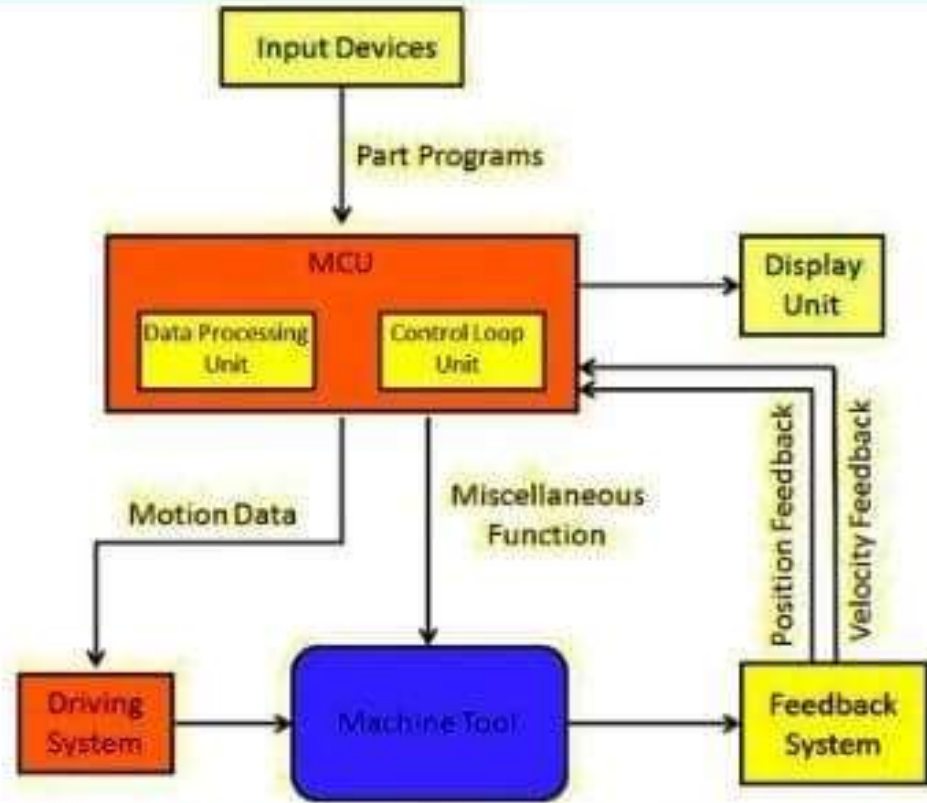 Input Devices
Part Programs
MCU
Data Processing
Unit
Control Loop
Unit
Display
Unit
Motion Data
Miscellaneous
Function
Position Feedback
Velocity Feedback
Driving
System
Machine Tool
Feedback
System